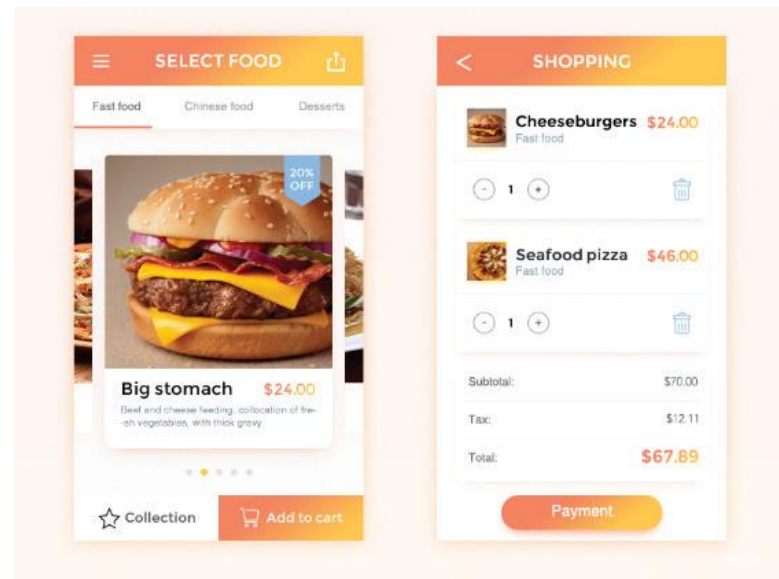 SELECT FOOD
Fast food Chinese food Desserts
20%
OFF
Big stomach $24.00
Beef and cheese feeding, collocation of fre-
-sh vegetables, with thick gravy
Collection Add to cart
< SHOPPING
Cheeseburgers $24.00
Fast food
- 1 +
Seafood pizza $46.00
Fast food
- 1 +
Subtotal: $70.00
Tax: $12.11
Total: $67.89
Payment